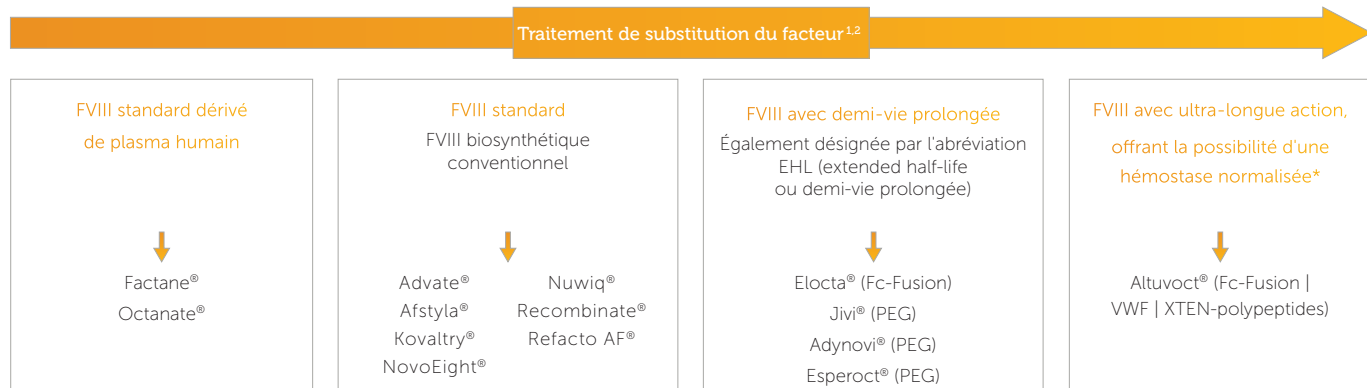 Traitement de substitution du facteur¹,²
FVIII standard dérivé
de plasma humain
Factane®
Octanate®
FVIII standard
FVIII biosynthétique
conventionnel
Advate®
Afstyla®
Kovaltry®
NovoEight®
Nuwiq®
Recombinate®
Refacto AF®
FVIII avec demi-vie prolongée
Également désignée par l'abréviation
EHL (extended half-life
ou demi-vie prolongée)
Elocta® (Fc-Fusion)
Jivi® (PEG)
Adynovi® (PEG)
Esperoct® (PEG)
FVIII avec ultra-longue action,
offrant la possibilité d'une
hémostase normalisée*
Altuvoct® (Fc-Fusion |
VWF | XTEN-polypeptides)